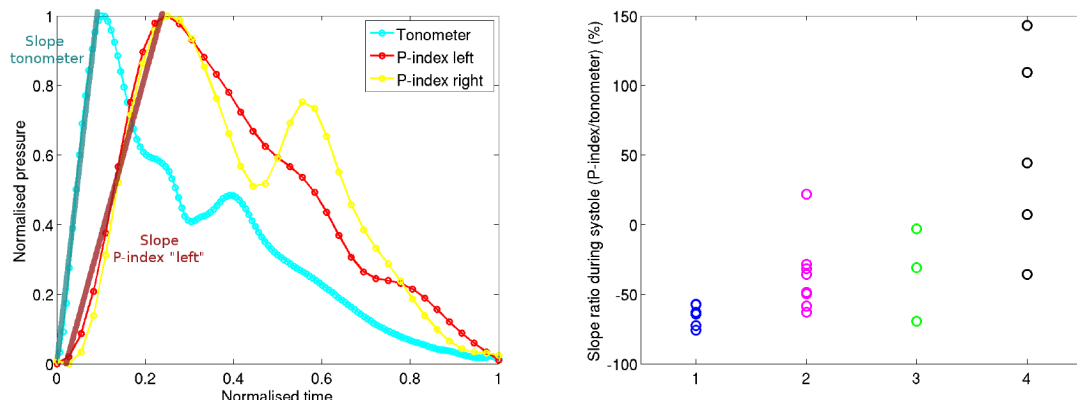 Normalised pressure
1
0.8
0.6
0.4
0.2
0
0
0.2
0.4
0.6
0.8
1
Normalised time
Slope
tonometer
Slope
P-index "left"
Tonometer
P-index left
P-index right
Slope ratio during systole (P-index/tonometer) (%)
150
100
50
0
-50
-100
1
2
3
4